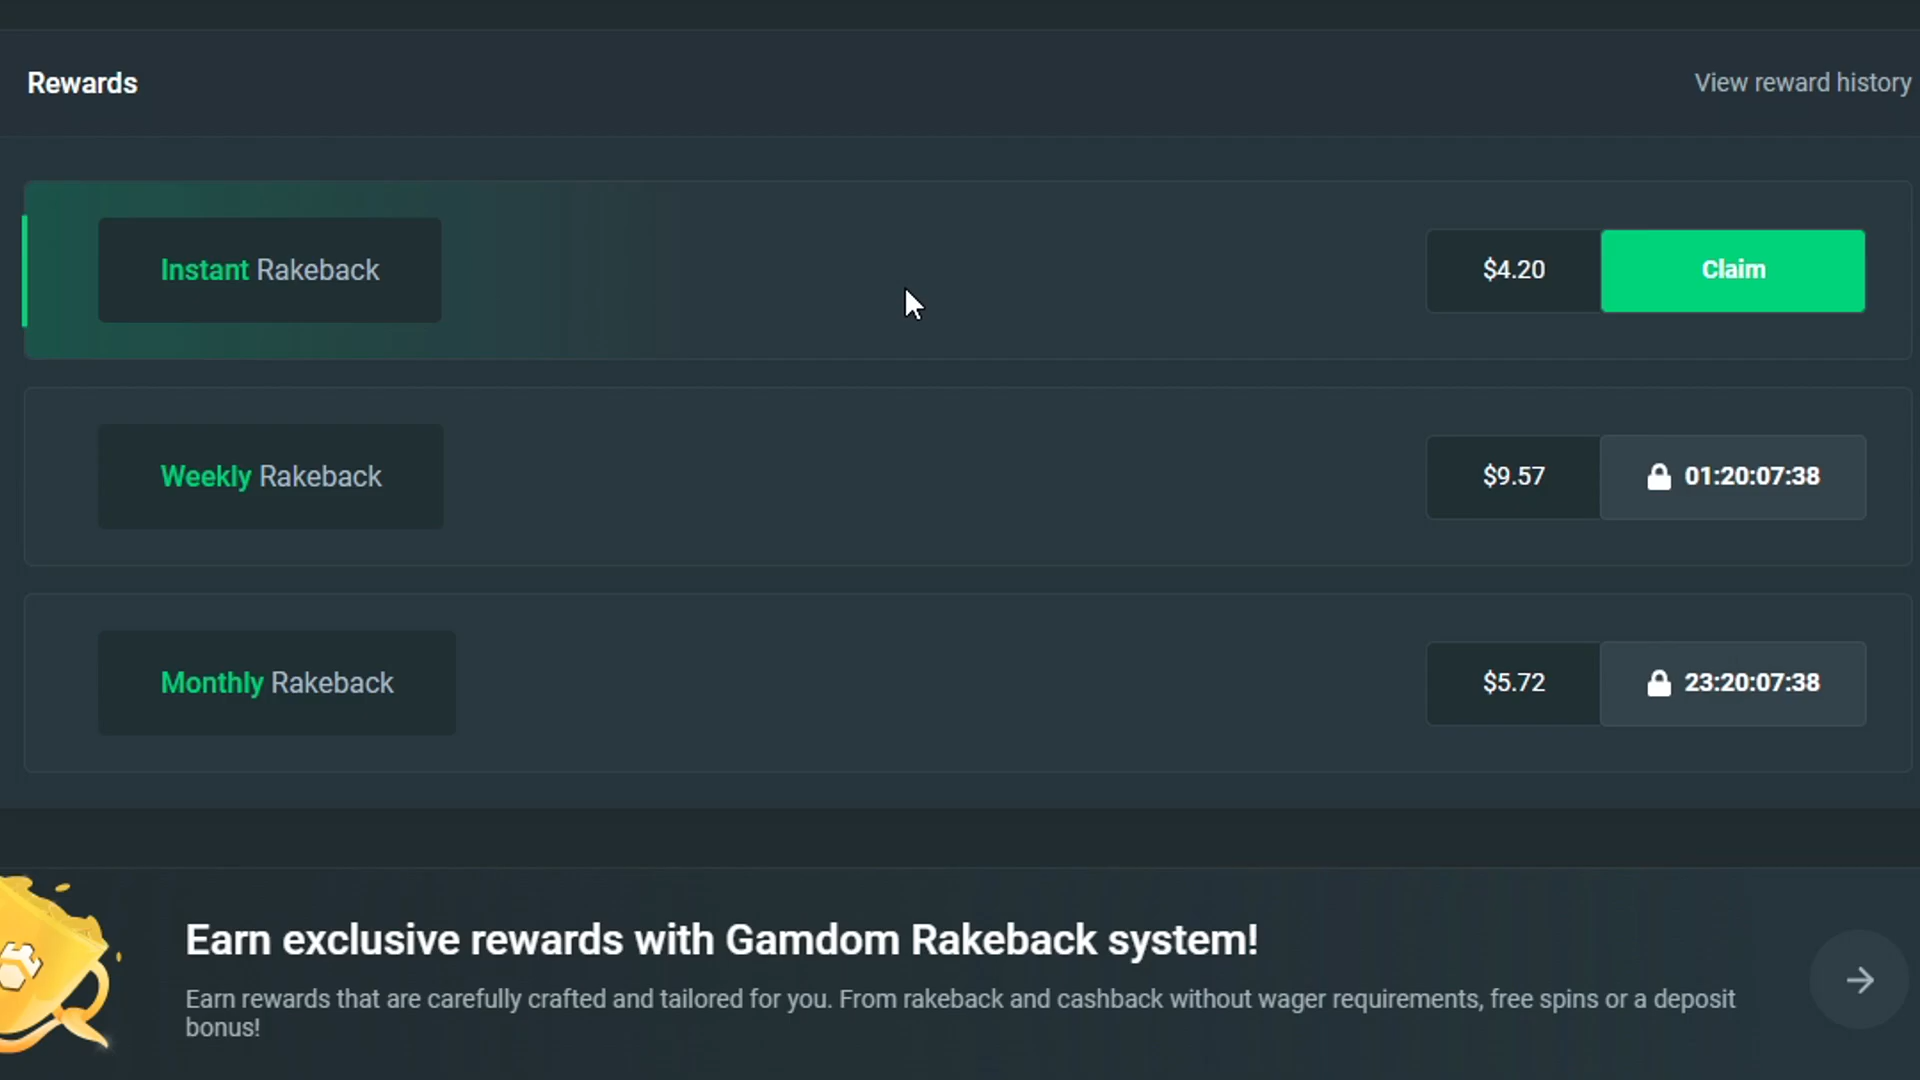 Rewards
View reward history
Instant Rakeback
$4.20
Claim
Weekly Rakeback
$9.57
01:20:07:38
Monthly Rakeback
$5.72
23:20:07:38
Earn exclusive rewards with Gamdom Rakeback system!
Earn rewards that are carefully crafted and tailored for you. From rakeback and cashback without wager requirements, free spins or a deposit
bonus!